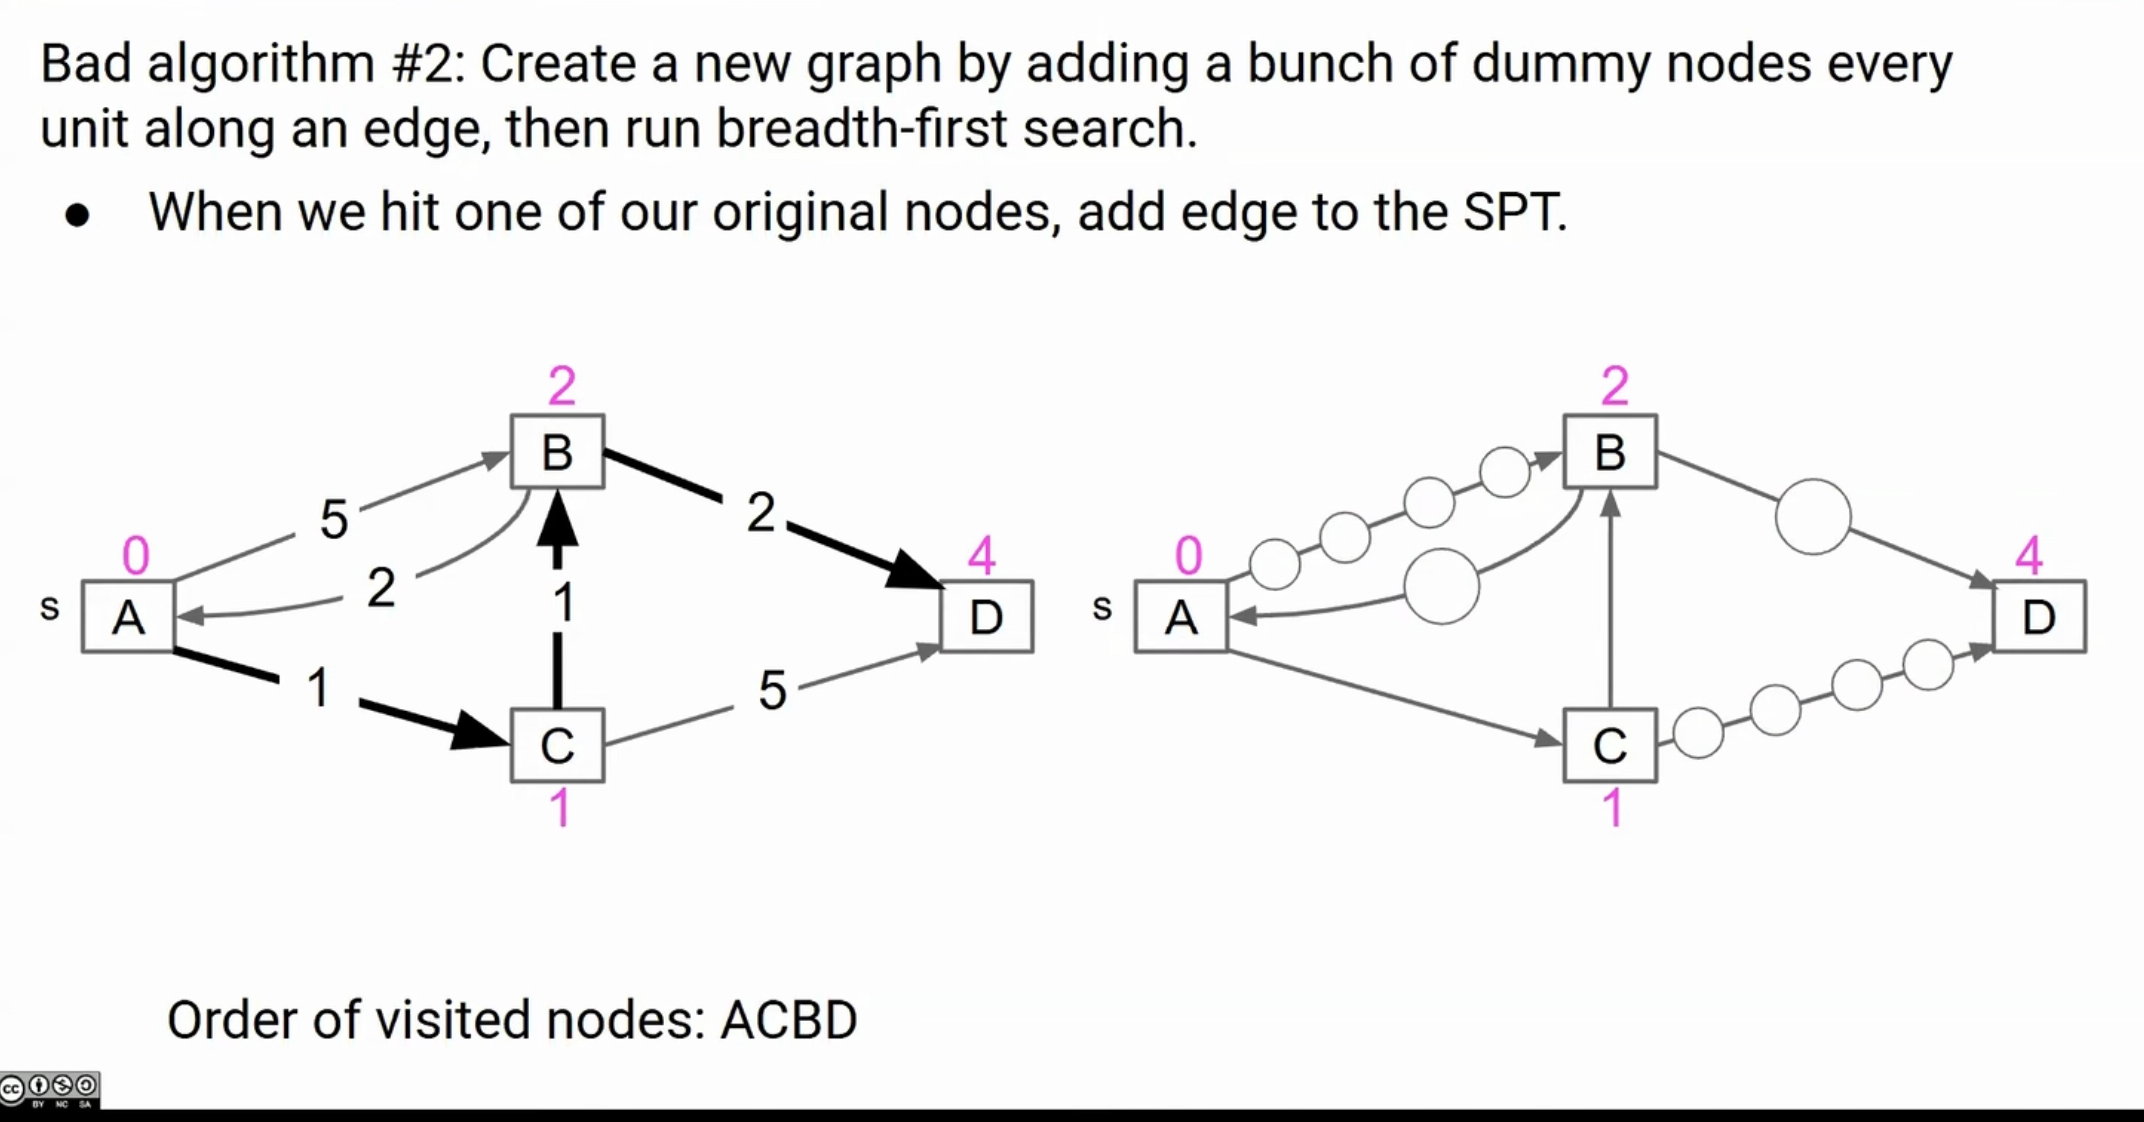 Bad algorithm #2: Create a new graph by adding a bunch of dummy nodes every
unit along an edge, then run breadth-first search.
● When we hit one of our original nodes, add edge to the SPT.
2
B
5
2
0
4
s
A
2
1
D
1
5
C
1
2
B
0
4
s
A
D
C
1
Order of visited nodes: ACBD
cc
BY NC SA